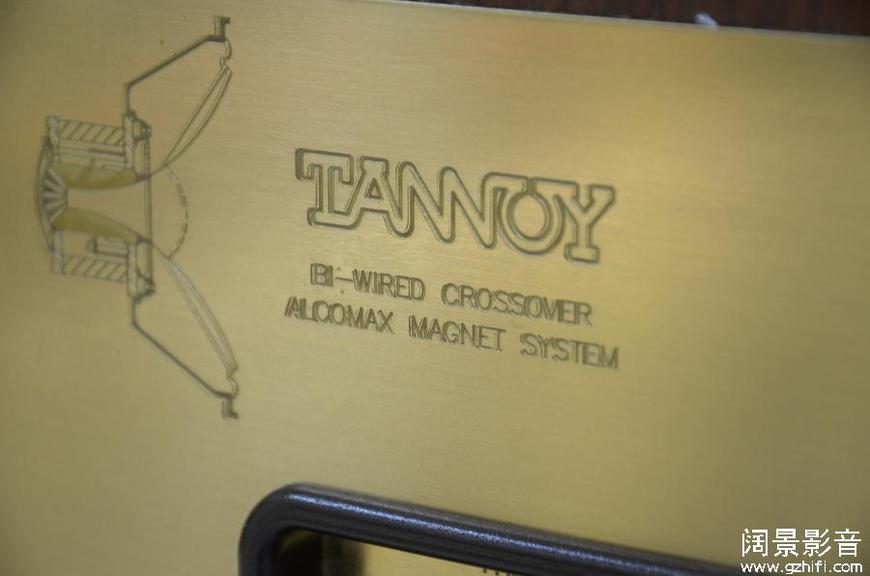 TANNOY
BI-WIRED CROSSOVER
ALCOMAX MAGNET SYSTEM
阔景影音
www.gzhifi.com